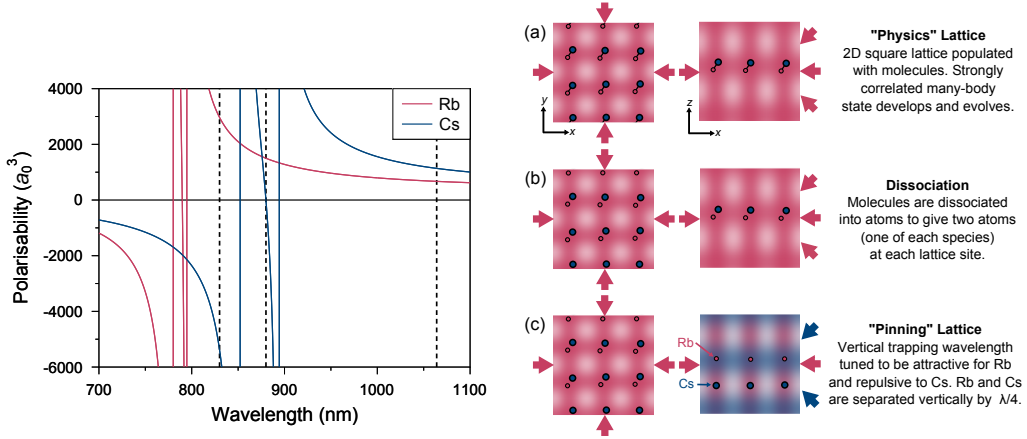 4000
2000
0
-2000
-4000
-6000
700
800
900
1000
1100
Polarisability (a₀³)
Wavelength (nm)
Rb
Cs
(a)
y
x
z
x
"Physics" Lattice
2D square lattice populated
with molecules. Strongly
correlated many-body
state develops and evolves.
(b)
Dissociation
Molecules are dissociated
into atoms to give two atoms
(one of each species)
at each lattice site.
(c)
Rb
Cs
"Pinning" Lattice
Vertical trapping wavelength
tuned to be attractive for Rb
and repulsive to Cs. Rb and Cs
are separated vertically by λ/4.